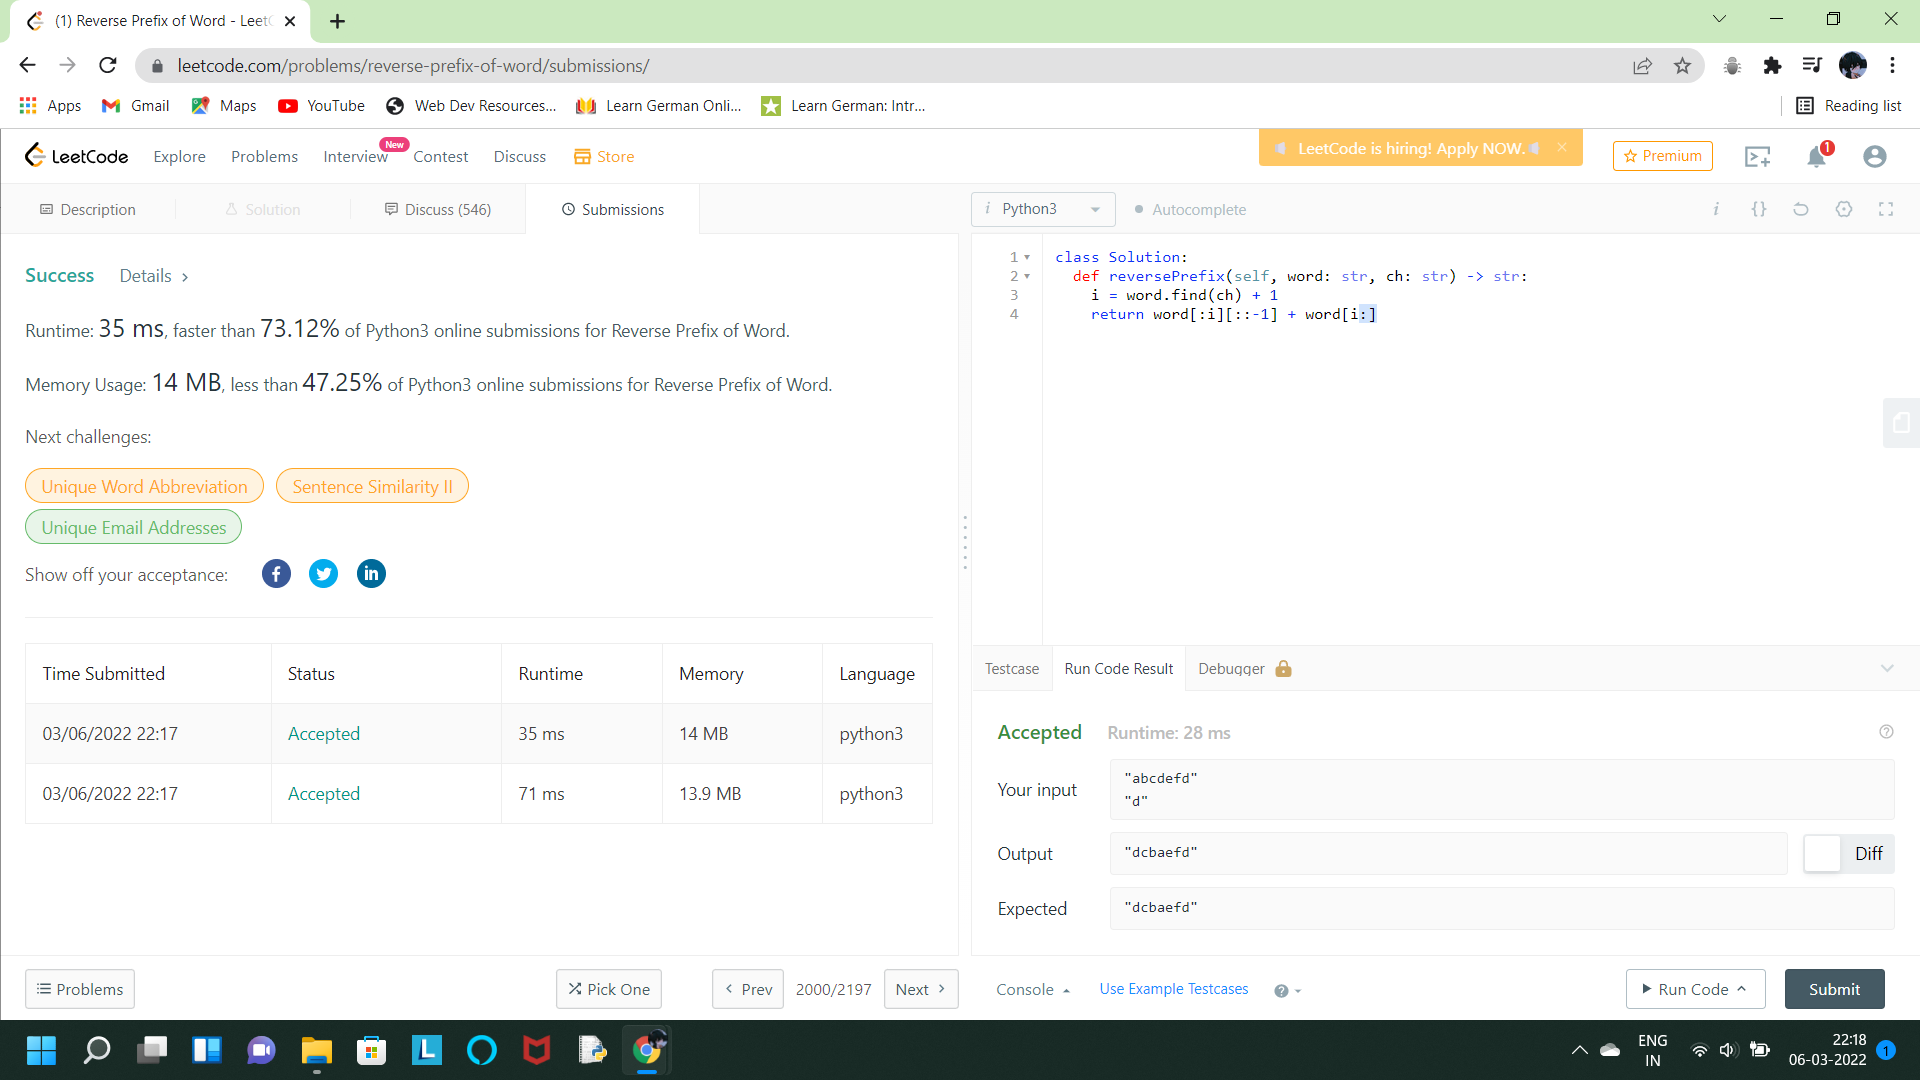 (1) Reverse Prefix of Word - Leet
leetcode.com/problems/reverse-prefix-of-word/submissions/
Apps Gmail Maps YouTube Web Dev Resources... Learn German Onli... Learn German: Intr... Reading list
LeetCode Explore Problems Interview New Contest Discuss Store LeetCode is hiring! Apply NOW. Premium 1
Description Solution Discuss (546) Submissions
i Python3 Autocomplete i {}
Success Details >
Runtime: 35 ms, faster than 73.12% of Python3 online submissions for Reverse Prefix of Word.
Memory Usage: 14 MB, less than 47.25% of Python3 online submissions for Reverse Prefix of Word.
Next challenges:
Unique Word Abbreviation Sentence Similarity II
Unique Email Addresses
Show off your acceptance:
Time Submitted Status Runtime Memory Language
03/06/2022 22:17 Accepted 35 ms 14 MB python3
03/06/2022 22:17 Accepted 71 ms 13.9 MB python3
1 class Solution:
2 def reversePrefix(self, word: str, ch: str) -> str:
3 i = word.find(ch) + 1
4 return word[:i][::-1] + word[i:]
Testcase Run Code Result Debugger
Accepted Runtime: 28 ms
Your input
"abcdefd"
"d"
Output "dcbaefd" Diff
Expected "dcbaefd"
Problems Pick One < Prev 2000/2197 Next >
Console Use Example Testcases Run Code Submit
ENG
IN
22:18
06-03-2022
1